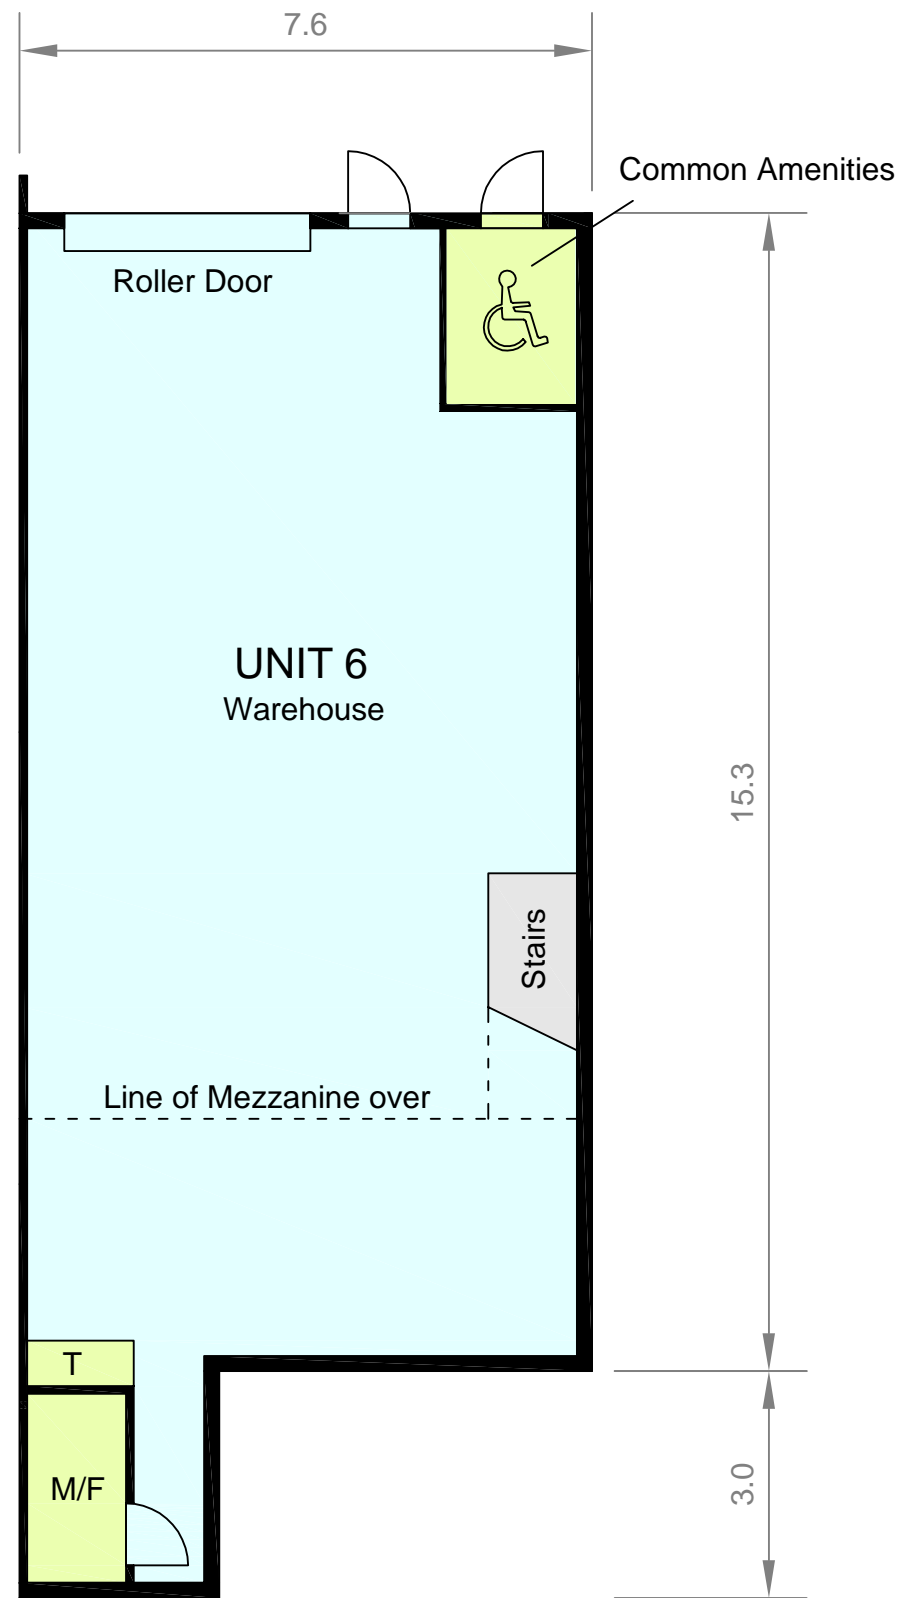 7.6
Common Amenities
Roller Door
UNIT 6
Warehouse
15.3
Stairs
Line of Mezzanine over
T
M/F
3.0